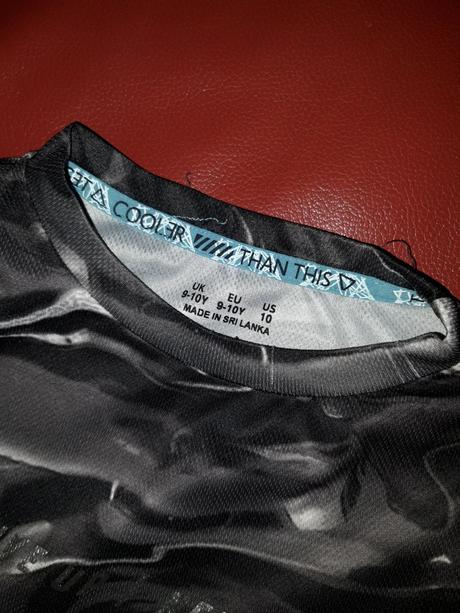 COOLER ////// THAN THIS
UK EU US
9-10Y 9-10Y 10
MADE IN SRI LANKA